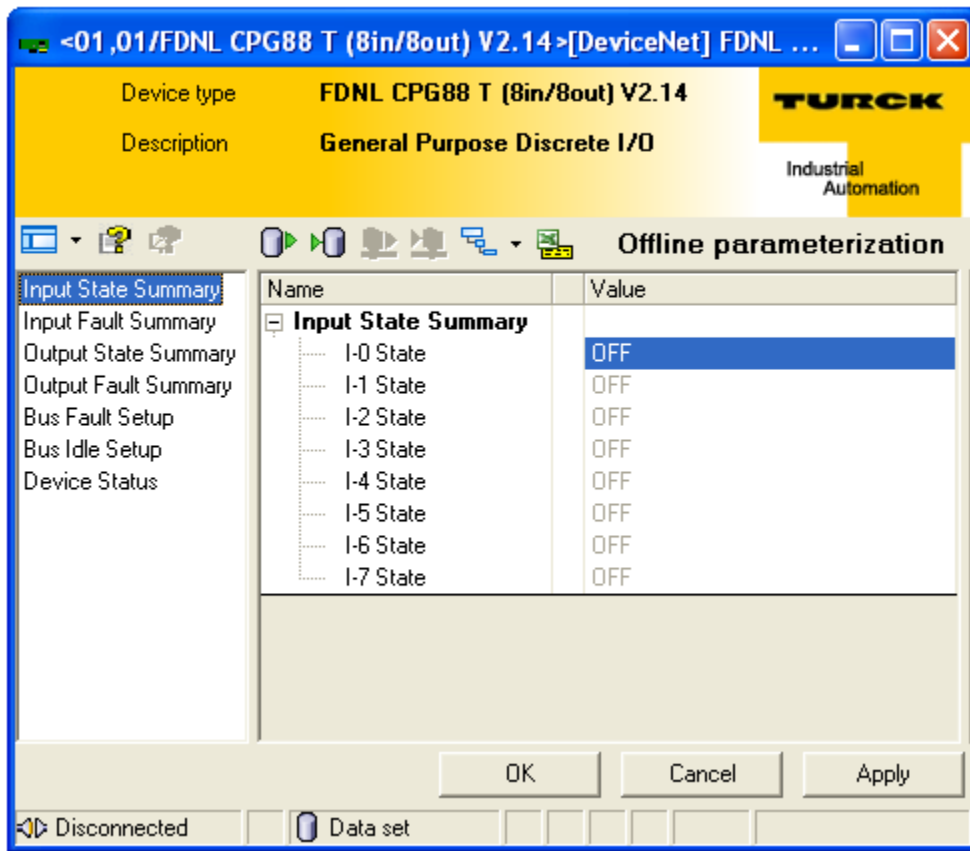 <01,01/FDNL CPG88 T (8in/8out) V2.14>[DeviceNet] FDNL ...
Device type FDNL CPG88 T (8in/8out) V2.14
TURCK
Description General Purpose Discrete I/O
Industrial
Automation
Offline parameterization
Input State Summary
Input Fault Summary
Output State Summary
Output Fault Summary
Bus Fault Setup
Bus Idle Setup
Device Status
Name Value
Input State Summary
I-0 State OFF
I-1 State OFF
I-2 State OFF
I-3 State OFF
I-4 State OFF
I-5 State OFF
I-6 State OFF
I-7 State OFF
OK Cancel Apply
Disconnected Data set